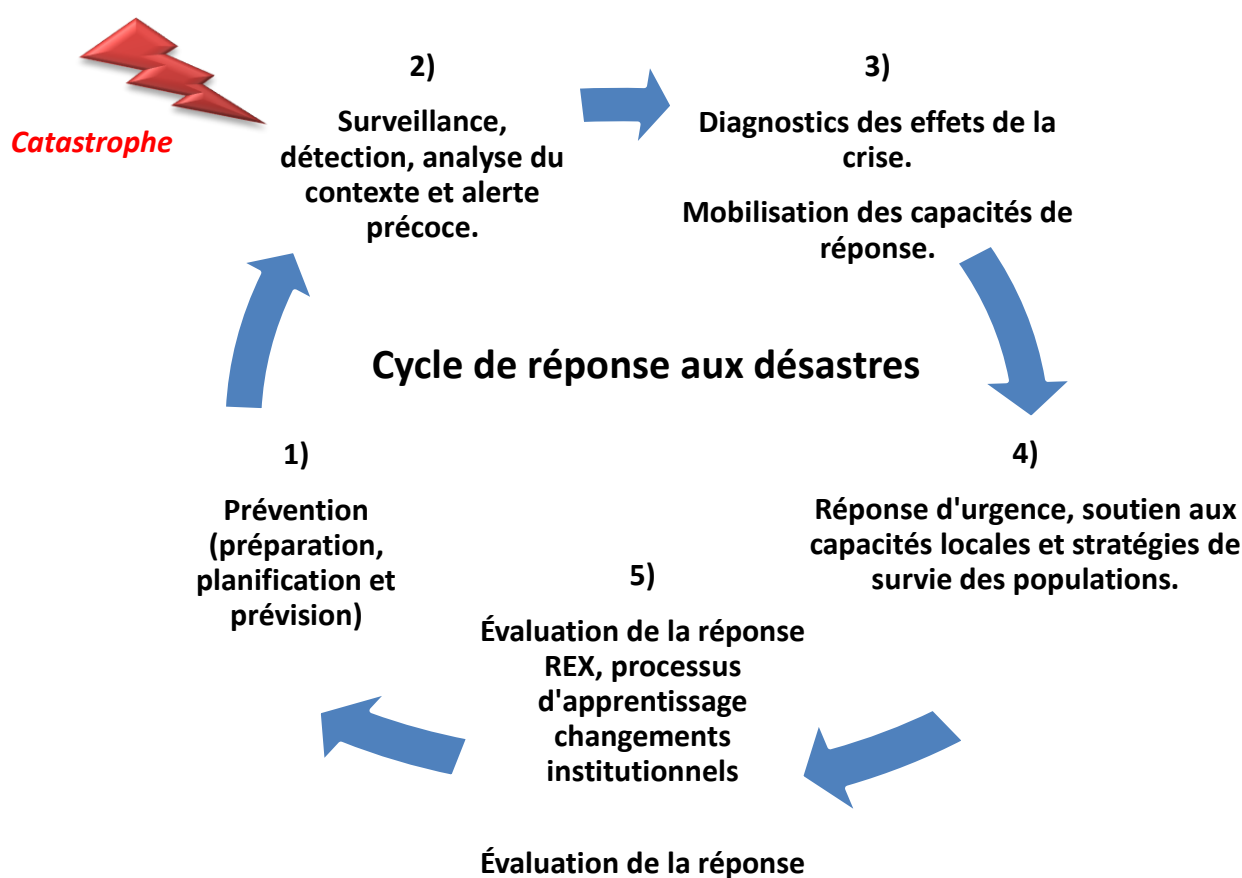 Catastrophe
2)
Surveillance,
détection, analyse du
contexte et alerte
précoce.
3)
Diagnostics des effets de la
crise.
Mobilisation des capacités de
réponse.
Cycle de réponse aux désastres
1)
Prévention
(préparation,
planification et
prévision)
4)
Réponse d'urgence, soutien aux
capacités locales et stratégies de
survie des populations.
5)
Évaluation de la réponse
REX, processus
d'apprentissage
changements
institutionnels
Évaluation de la réponse